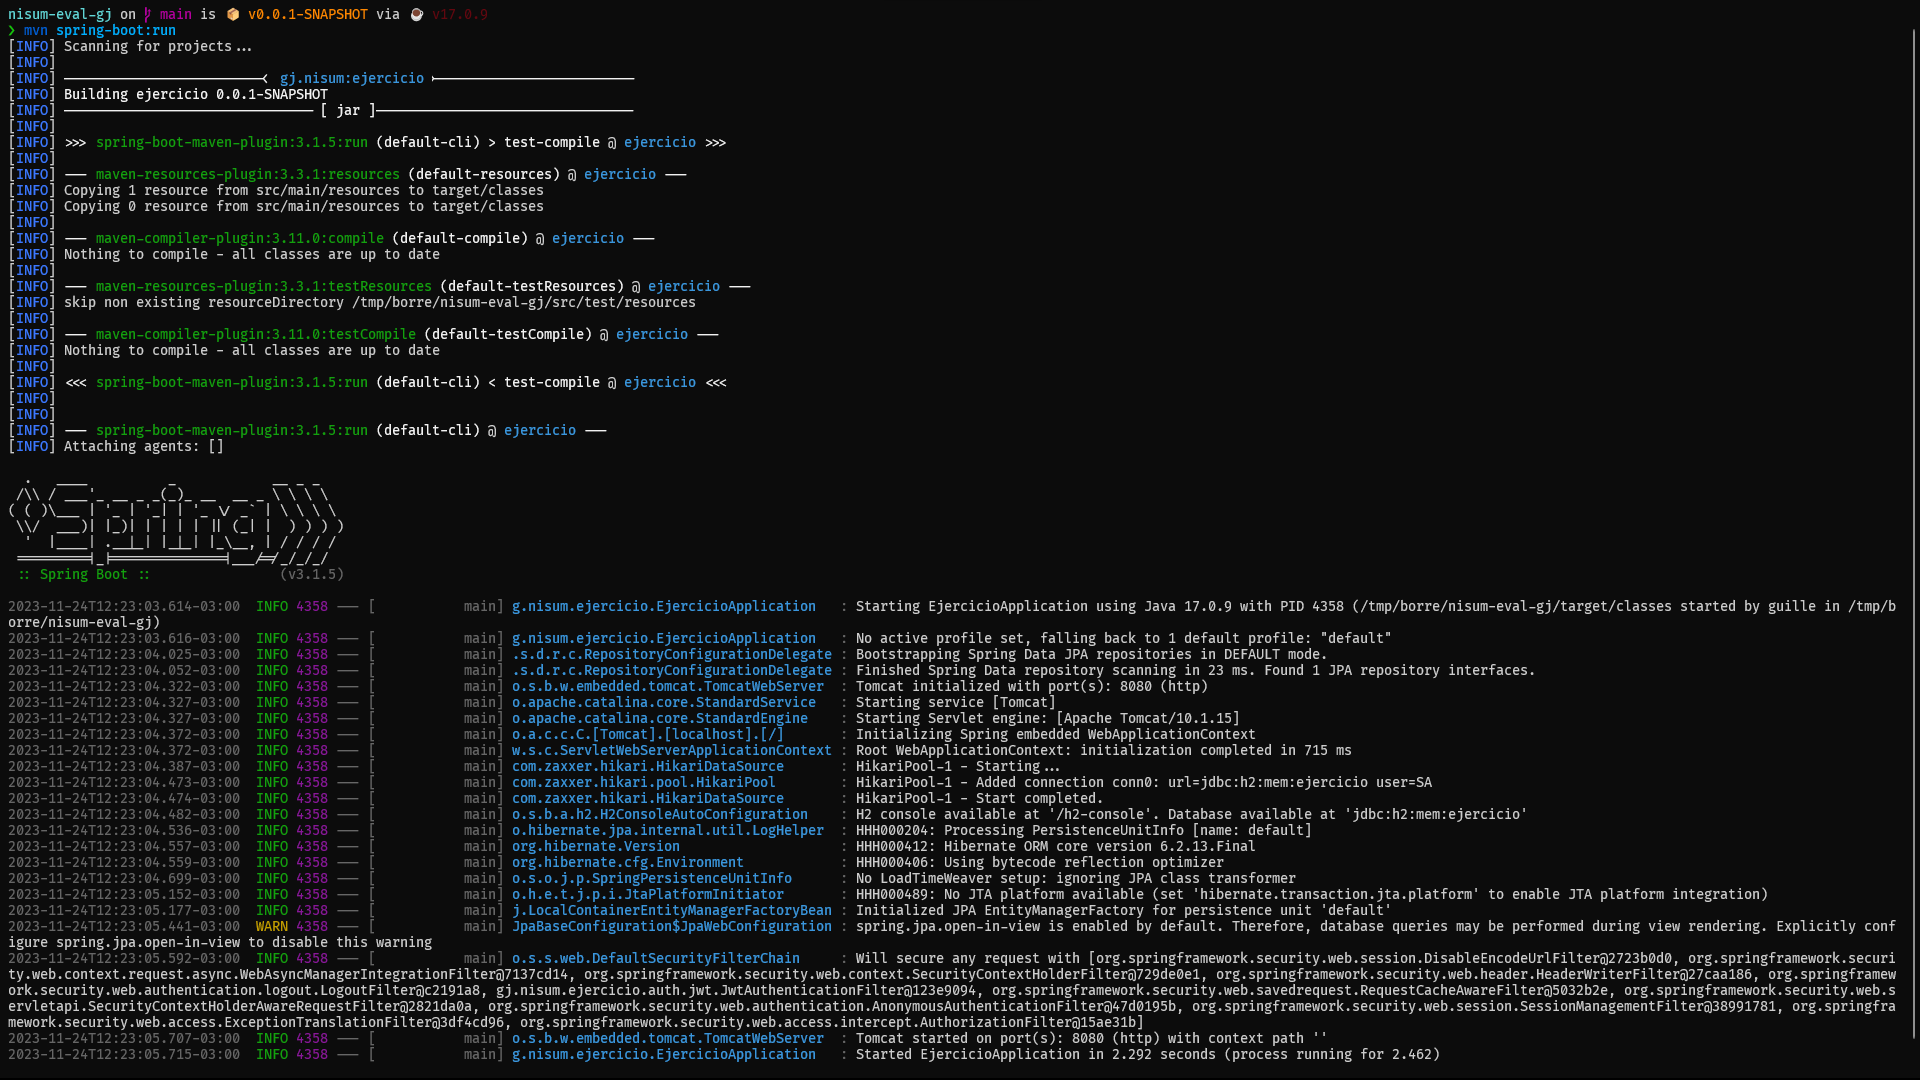 nisum-eval-gj on main is 📦 v0.0.1-SNAPSHOT via ☕ v17.0.9
❯ mvn spring-boot:run
[INFO] Scanning for projects...
[INFO]
[INFO] -------------------------< gj.nisum:ejercicio >-------------------------
[INFO] Building ejercicio 0.0.1-SNAPSHOT
[INFO] --------------------------------[ jar ]---------------------------------
[INFO]
[INFO] >>> spring-boot-maven-plugin:3.1.5:run (default-cli) > test-compile @ ejercicio >>>
[INFO]
[INFO] --- maven-resources-plugin:3.3.1:resources (default-resources) @ ejercicio ---
[INFO] Copying 1 resource from src/main/resources to target/classes
[INFO] Copying 0 resource from src/main/resources to target/classes
[INFO]
[INFO] --- maven-compiler-plugin:3.11.0:compile (default-compile) @ ejercicio ---
[INFO] Nothing to compile - all classes are up to date
[INFO]
[INFO] --- maven-resources-plugin:3.3.1:testResources (default-testResources) @ ejercicio ---
[INFO] skip non existing resourceDirectory /tmp/borre/nisum-eval-gj/src/test/resources
[INFO]
[INFO] --- maven-compiler-plugin:3.11.0:testCompile (default-testCompile) @ ejercicio ---
[INFO] Nothing to compile - all classes are up to date
[INFO]
[INFO] <<< spring-boot-maven-plugin:3.1.5:run (default-cli) < test-compile @ ejercicio <<<
[INFO]
[INFO]
[INFO] --- spring-boot-maven-plugin:3.1.5:run (default-cli) @ ejercicio ---
[INFO] Attaching agents: []
  .   ____          _            __ _ _
 /\\ / ___'_ __ _ _(_)_ __  __ _ \ \ \ \
( ( )\___ | '_ | '_| | '_ \/ _` | \ \ \ \
 \\/  ___)| |_)| | | | | || (_| |  ) ) ) )
  '  |____| .__|_| |_|_| |_\__, | / / / /
 =========|_|==============|___/=/_/_/_/
 :: Spring Boot ::                (v3.1.5)
2023-11-24T12:23:03.614-03:00  INFO 4358 --- [           main] g.nisum.ejercicio.EjercicioApplication   : Starting EjercicioApplication using Java 17.0.9 with PID 4358 (/tmp/borre/nisum-eval-gj/target/classes started by guille in /tmp/b
orre/nisum-eval-gj)
2023-11-24T12:23:03.616-03:00  INFO 4358 --- [           main] g.nisum.ejercicio.EjercicioApplication   : No active profile set, falling back to 1 default profile: "default"
2023-11-24T12:23:04.025-03:00  INFO 4358 --- [           main] .s.d.r.c.RepositoryConfigurationDelegate : Bootstrapping Spring Data JPA repositories in DEFAULT mode.
2023-11-24T12:23:04.052-03:00  INFO 4358 --- [           main] .s.d.r.c.RepositoryConfigurationDelegate : Finished Spring Data repository scanning in 23 ms. Found 1 JPA repository interfaces.
2023-11-24T12:23:04.322-03:00  INFO 4358 --- [           main] o.s.b.w.embedded.tomcat.TomcatWebServer  : Tomcat initialized with port(s): 8080 (http)
2023-11-24T12:23:04.327-03:00  INFO 4358 --- [           main] o.apache.catalina.core.StandardService   : Starting service [Tomcat]
2023-11-24T12:23:04.327-03:00  INFO 4358 --- [           main] o.apache.catalina.core.StandardEngine    : Starting Servlet engine: [Apache Tomcat/10.1.15]
2023-11-24T12:23:04.372-03:00  INFO 4358 --- [           main] o.a.c.c.C.[Tomcat].[localhost].[/]       : Initializing Spring embedded WebApplicationContext
2023-11-24T12:23:04.372-03:00  INFO 4358 --- [           main] w.s.c.ServletWebServerApplicationContext : Root WebApplicationContext: initialization completed in 715 ms
2023-11-24T12:23:04.387-03:00  INFO 4358 --- [           main] com.zaxxer.hikari.HikariDataSource       : HikariPool-1 - Starting...
2023-11-24T12:23:04.473-03:00  INFO 4358 --- [           main] com.zaxxer.hikari.pool.HikariPool        : HikariPool-1 - Added connection conn0: url=jdbc:h2:mem:ejercicio user=SA
2023-11-24T12:23:04.474-03:00  INFO 4358 --- [           main] com.zaxxer.hikari.HikariDataSource       : HikariPool-1 - Start completed.
2023-11-24T12:23:04.482-03:00  INFO 4358 --- [           main] o.s.b.a.h2.H2ConsoleAutoConfiguration    : H2 console available at '/h2-console'. Database available at 'jdbc:h2:mem:ejercicio'
2023-11-24T12:23:04.536-03:00  INFO 4358 --- [           main] o.hibernate.jpa.internal.util.LogHelper  : HHH000204: Processing PersistenceUnitInfo [name: default]
2023-11-24T12:23:04.557-03:00  INFO 4358 --- [           main] org.hibernate.Version                    : HHH000412: Hibernate ORM core version 6.2.13.Final
2023-11-24T12:23:04.559-03:00  INFO 4358 --- [           main] org.hibernate.cfg.Environment            : HHH000406: Using bytecode reflection optimizer
2023-11-24T12:23:04.699-03:00  INFO 4358 --- [           main] o.s.o.j.p.SpringPersistenceUnitInfo      : No LoadTimeWeaver setup: ignoring JPA class transformer
2023-11-24T12:23:05.152-03:00  INFO 4358 --- [           main] o.h.e.t.j.p.i.JtaPlatformInitiator       : HHH000489: No JTA platform available (set 'hibernate.transaction.jta.platform' to enable JTA platform integration)
2023-11-24T12:23:05.177-03:00  INFO 4358 --- [           main] j.LocalContainerEntityManagerFactoryBean : Initialized JPA EntityManagerFactory for persistence unit 'default'
2023-11-24T12:23:05.441-03:00  WARN 4358 --- [           main] JpaBaseConfiguration$JpaWebConfiguration : spring.jpa.open-in-view is enabled by default. Therefore, database queries may be performed during view rendering. Explicitly conf
igure spring.jpa.open-in-view to disable this warning
2023-11-24T12:23:05.592-03:00  INFO 4358 --- [           main] o.s.s.web.DefaultSecurityFilterChain     : Will secure any request with [org.springframework.security.web.session.DisableEncodeUrlFilter@2723b0d0, org.springframework.securi
ty.web.context.request.async.WebAsyncManagerIntegrationFilter@7137cd14, org.springframework.security.web.context.SecurityContextHolderFilter@729de0e1, org.springframework.security.web.header.HeaderWriterFilter@27caa186, org.springframew
ork.security.web.authentication.logout.LogoutFilter@c2191a8, gj.nisum.ejercicio.auth.jwt.JwtAuthenticationFilter@123e9094, org.springframework.security.web.savedrequest.RequestCacheAwareFilter@5032b2e, org.springframework.security.web.s
ervletapi.SecurityContextHolderAwareRequestFilter@2821da0a, org.springframework.security.web.authentication.AnonymousAuthenticationFilter@47d0195b, org.springframework.security.web.session.SessionManagementFilter@38991781, org.springfra
mework.security.web.access.ExceptionTranslationFilter@3df4cd96, org.springframework.security.web.access.intercept.AuthorizationFilter@15ae31b]
2023-11-24T12:23:05.707-03:00  INFO 4358 --- [           main] o.s.b.w.embedded.tomcat.TomcatWebServer  : Tomcat started on port(s): 8080 (http) with context path ''
2023-11-24T12:23:05.715-03:00  INFO 4358 --- [           main] g.nisum.ejercicio.EjercicioApplication   : Started EjercicioApplication in 2.292 seconds (process running for 2.462)